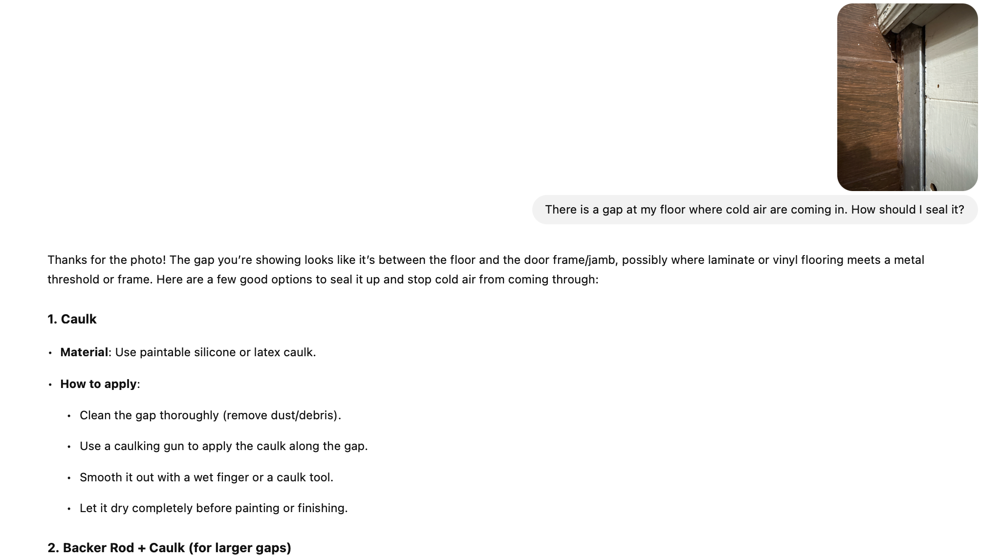 There is a gap at my floor where cold air are coming in. How should I seal it?
Thanks for the photo! The gap you’re showing looks like it’s between the floor and the door frame/jamb, possibly where laminate or vinyl flooring meets a metal
threshold or frame. Here are a few good options to seal it up and stop cold air from coming through:
1. Caulk
• Material: Use paintable silicone or latex caulk.
• How to apply:
• Clean the gap thoroughly (remove dust/debris).
• Use a caulking gun to apply the caulk along the gap.
• Smooth it out with a wet finger or a caulk tool.
• Let it dry completely before painting or finishing.
2. Backer Rod + Caulk (for larger gaps)